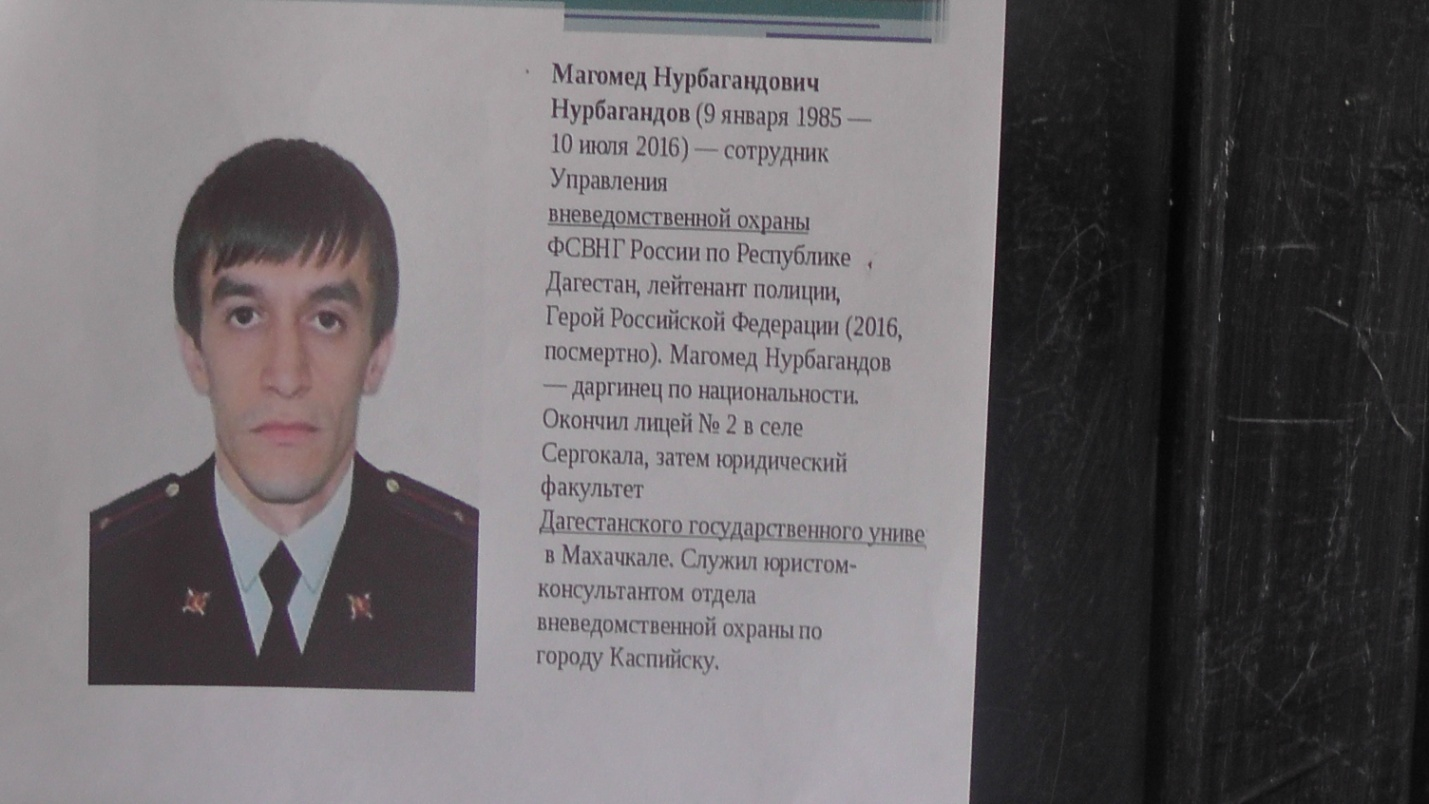 Магомед Нурбагандович
Нурбагандов (9 января 1985 —
10 июля 2016) — сотрудник
Управления
вневедомственной охраны
ФСВНГ России по Республике
Дагестан, лейтенант полиции,
Герой Российской Федерации (2016,
посмертно). Магомед Нурбагандов
— даргинец по национальности.
Окончил лицей № 2 в селе
Сергокала, затем юридический
факультет
Дагестанского государственного униве
в Махачкале. Служил юристом-
консультантом отдела
вневедомственной охраны по
городу Каспийску.